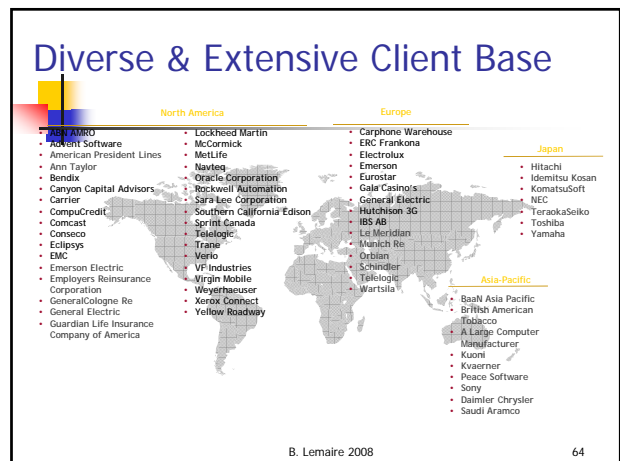 Diverse & Extensive Client Base
North America
• ABN AMRO
• Advent Software
• American President Lines
• Ann Taylor
• Bendix
• Canyon Capital Advisors
• Carrier
• CompuCredit
• Comcast
• Conseco
• Eclipsys
• EMC
• Emerson Electric
• Employers Reinsurance
Corporation
• GeneralCologne Re
• General Electric
• Guardian Life Insurance
Company of America
• Lockheed Martin
• McCormick
• MetLife
• Navteq
• Oracle Corporation
• Rockwell Automation
• Sara Lee Corporation
• Southern California Edison
• Sprint Canada
• Telelogic
• Trane
• Verio
• VF Industries
• Virgin Mobile
• Weyerhaeuser
• Xerox Connect
• Yellow Roadway
Europe
• Carphone Warehouse
• ERC Frankona
• Electrolux
• Emerson
• Eurostar
• Gala Casino's
• General Electric
• Hutchison 3G
• IBS AB
• Le Meridian
• Munich Re
• Orbian
• Schindler
• Telelogic
• Wartsila
Japan
• Hitachi
• Idemitsu Kosan
• KomatsuSoft
• NEC
• TeraokaSeiko
• Toshiba
• Yamaha
Asia-Pacific
• BaaN Asia Pacific
• British American
Tobacco
• A Large Computer
Manufacturer
• Kuoni
• Kvaerner
• Peace Software
• Sony
• Daimler Chrysler
• Saudi Aramco
B. Lemaire 2008
64